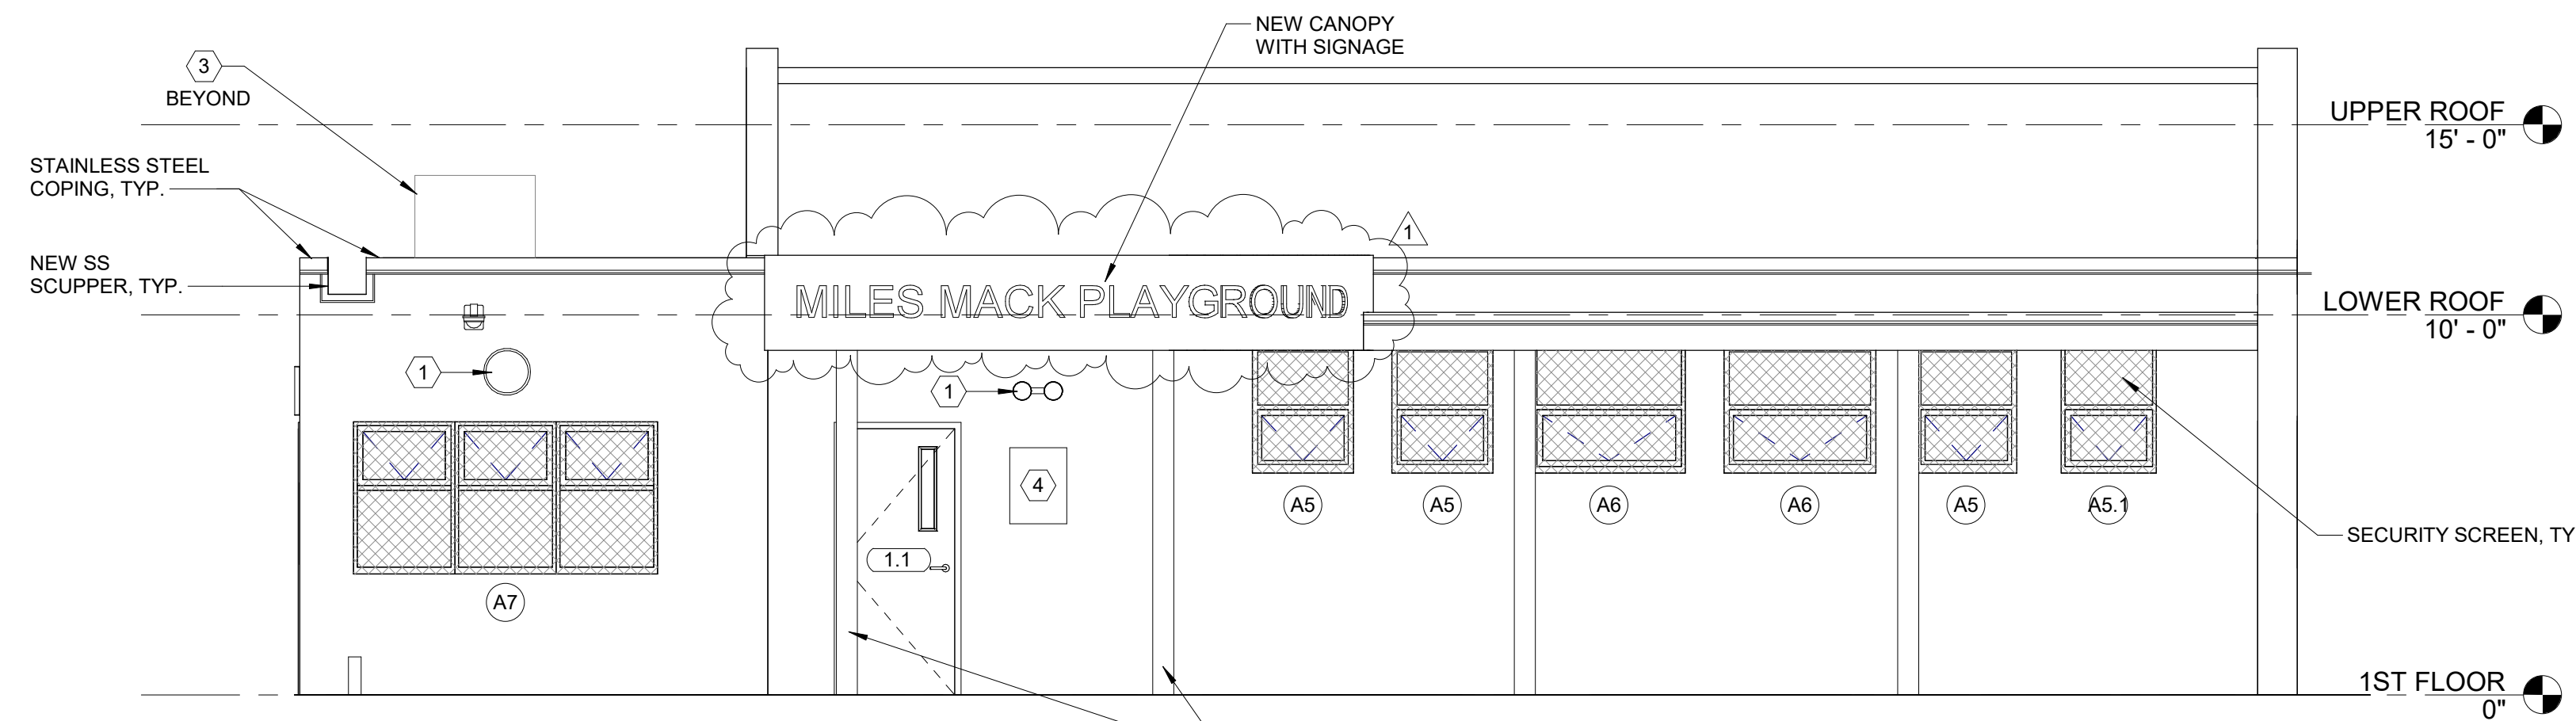 NEW CANOPY
WITH SIGNAGE
3
BEYOND
UPPER ROOF
15' - 0"
STAINLESS STEEL
COPING, TYP.
1
NEW SS
SCUPPER, TYP.
MILES MACK PLAYGROUND
LOWER ROOF
10' - 0"
1
1
4
A5
A5
A6
A6
A5
A5.1
SECURITY SCREEN, TY
1.1
A7
1ST FLOOR
0"